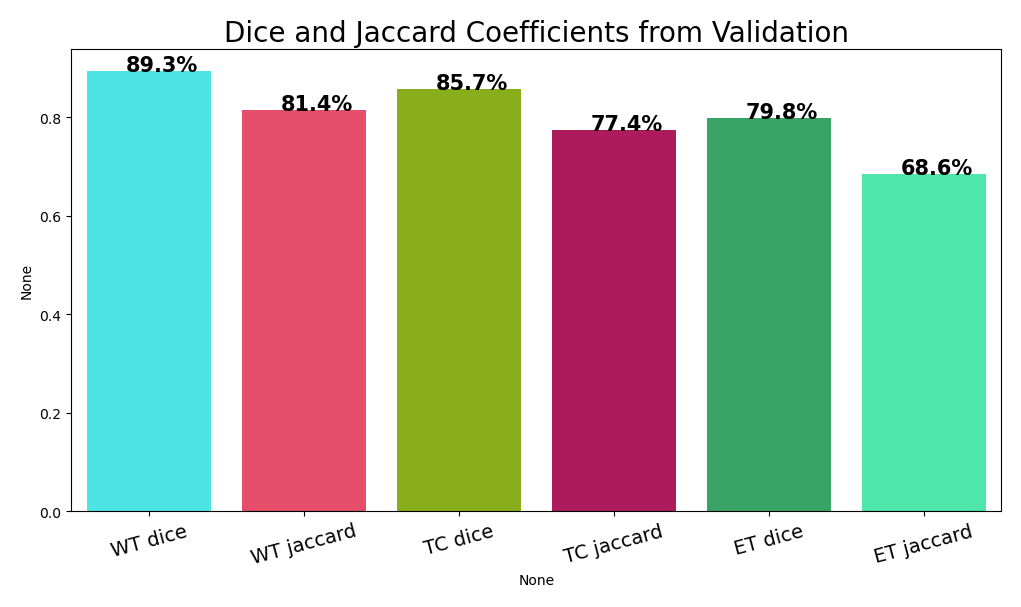 Dice and Jaccard Coefficients from Validation
89.3%
81.4%
85.7%
77.4%
79.8%
68.6%
0.8
0.6
0.4
0.2
0.0
None
WT dice
WT jaccard
TC dice
TC jaccard
ET dice
ET jaccard
None